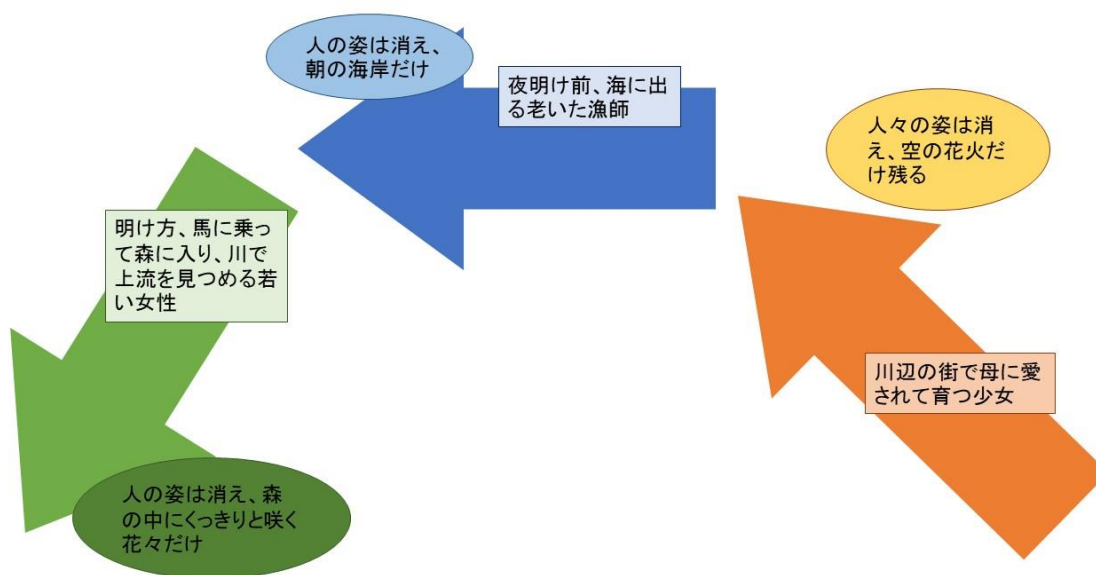 人の姿は消え、
朝の海岸だけ
夜明け前、海に出
る老いた漁師
人々の姿は消
え、空の花火だ
け残る
明け方、馬に乗っ
て森に入り、川で
上流を見つめる若
い女性
川辺の街で母に愛
されて育つ少女
人の姿は消え、森
の中にくっきりと咲く
花々だけ